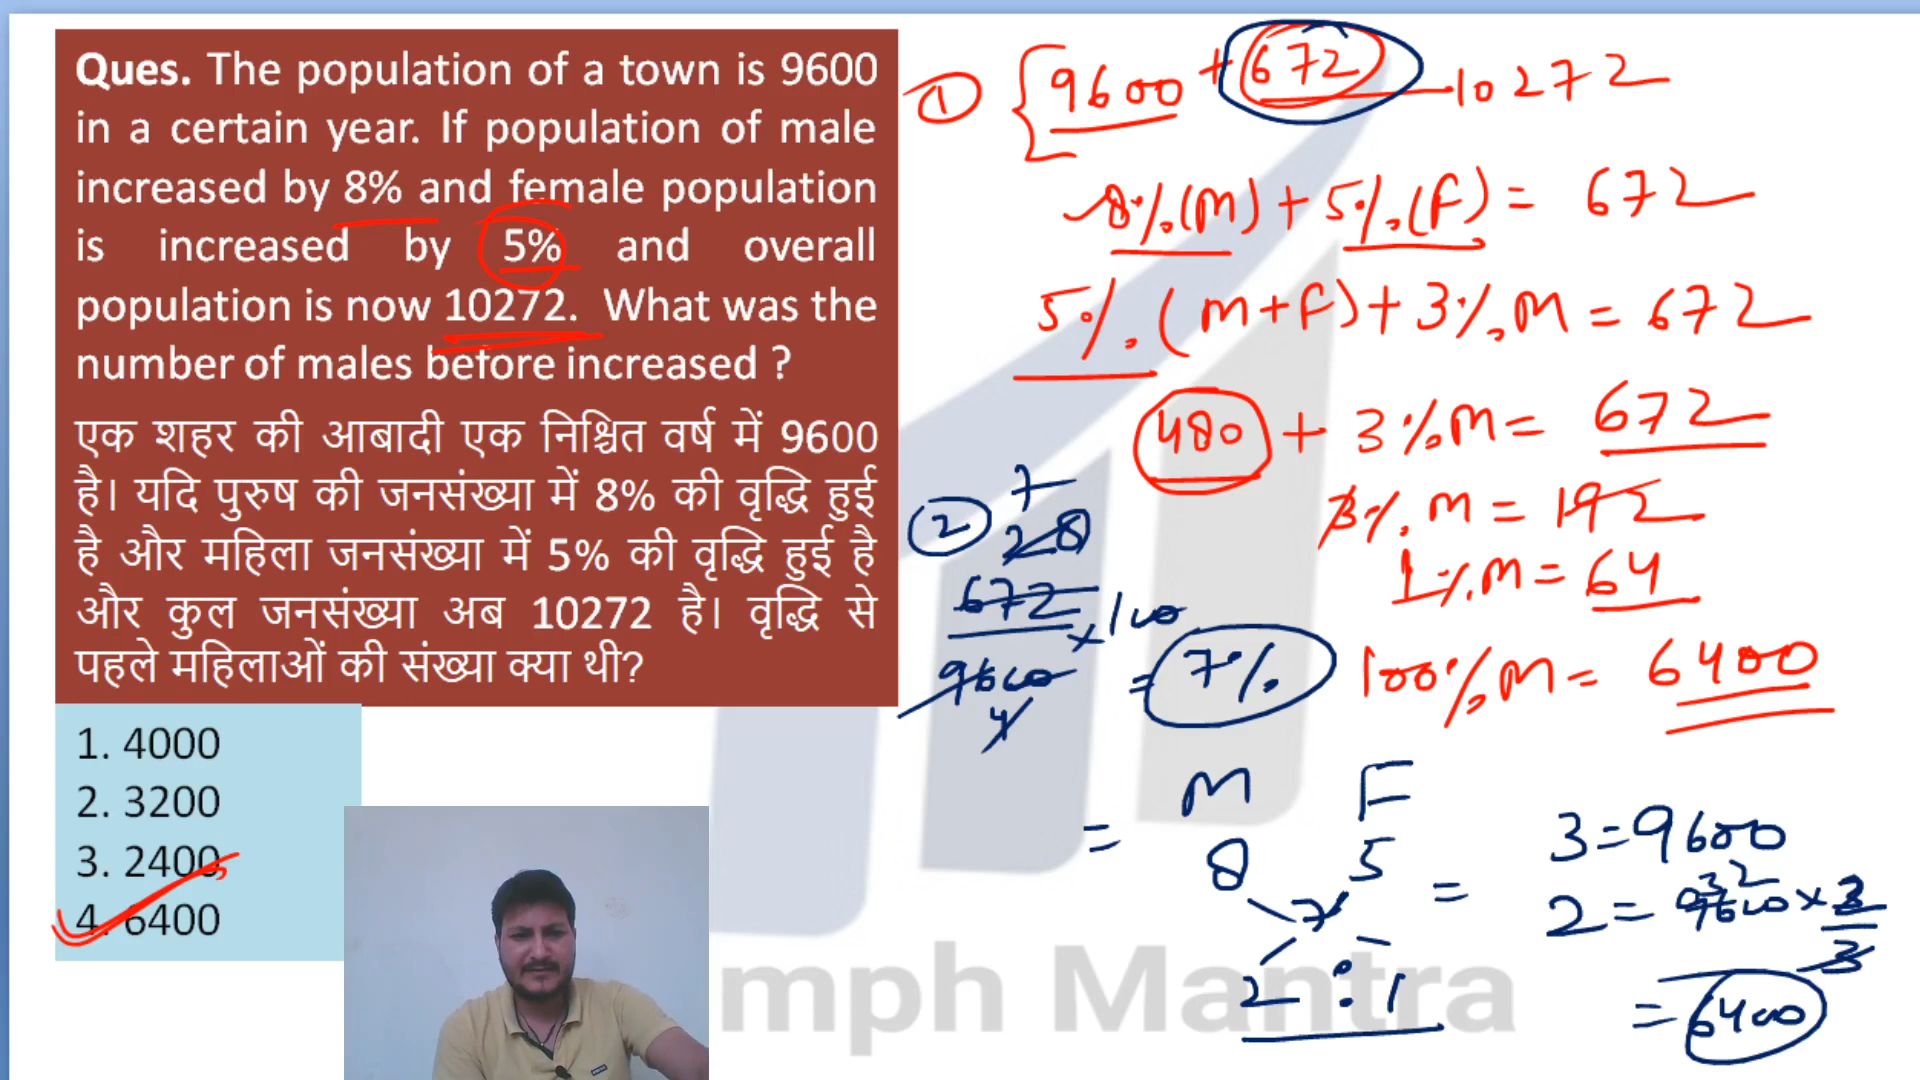 Ques. The population of a town is 9600
in a certain year. If population of male
increased by 8% and female population
is increased by 5% and overall
population is now 10272. What was the
number of males before increased ?
एक शहर की आबादी एक निश्चित वर्ष में 9600
है। यदि पुरुष की जनसंख्या में 8% की वृद्धि हुई
है और महिला जनसंख्या में 5% की वृद्धि हुई है
और कुल जनसंख्या अब 10272 है। वृद्धि से
पहले महिलाओं की संख्या क्या थी?
1. 4000
2. 3200
3. 2400
4. 6400
① { 9600 + 672 10272
8%(M) + 5%(F) = 672
5%(M+F) + 3%M = 672
480 + 3%M = 672
3%M = 192
1%M = 64
100%M = 6400
②
7
28
672
9600
4
×100
= 7%
= M F
8 5
7
2 : 1
= 3 = 9600
32
2 = 9600 × 2
3
= 6400
mph Mantra